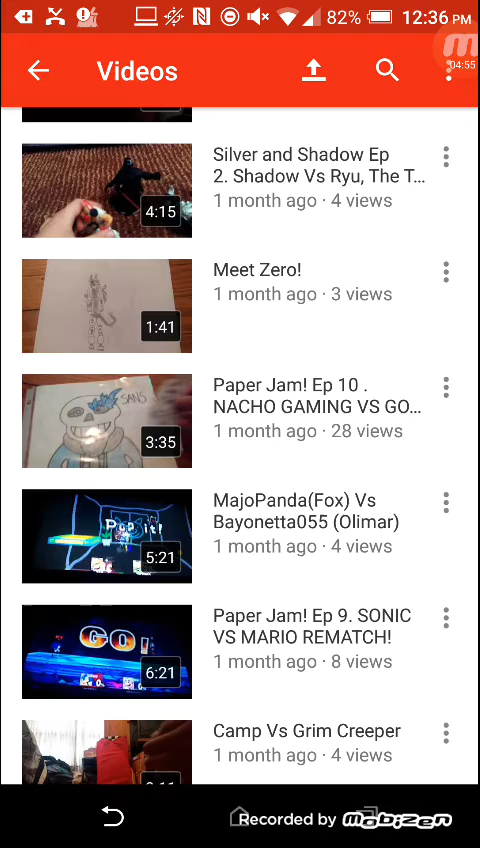 82% 12:36 PM
Videos
04:55
Silver and Shadow Ep
2. Shadow Vs Ryu, The T...
1 month ago · 4 views
4:15
Meet Zero!
1 month ago · 3 views
1:41
Paper Jam! Ep 10 .
NACHO GAMING VS GO...
1 month ago · 28 views
SANS
3:35
MajoPanda(Fox) Vs
Bayonetta055 (Olimar)
1 month ago · 4 views
5:21
Paper Jam! Ep 9. SONIC
VS MARIO REMATCH!
1 month ago · 8 views
GO!
6:21
Camp Vs Grim Creeper
1 month ago · 4 views
Recorded by Mobizen